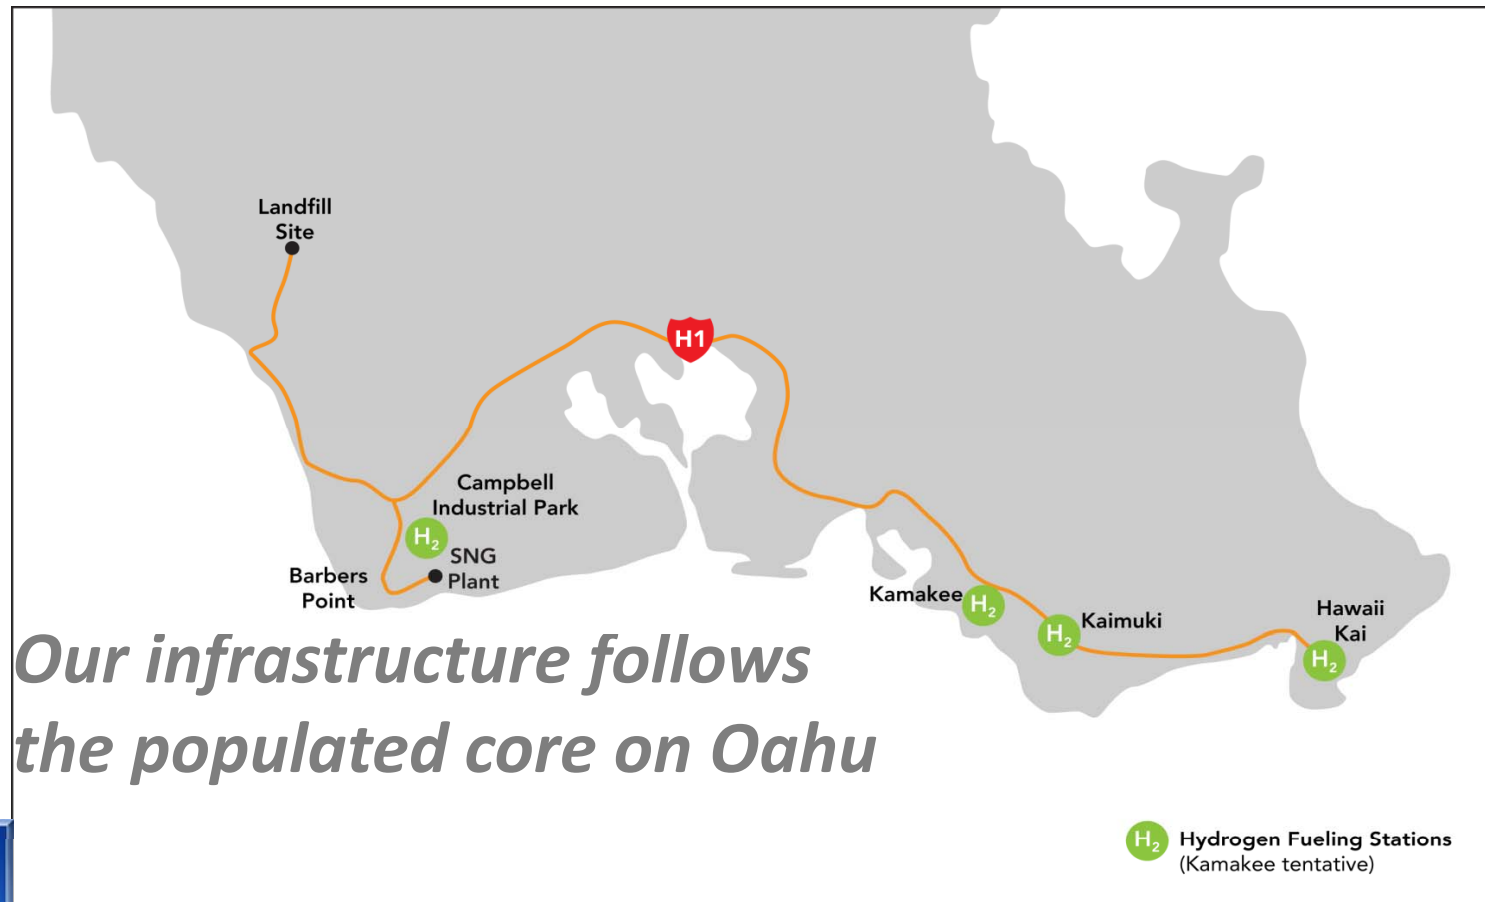 Landfill
Site
H1
Campbell
Industrial Park
H₂
SNG
Plant
Barbers
Point
Kamakee
H₂
Kaimuki
H₂
Hawaii
Kai
H₂
Our infrastructure follows
the populated core on Oahu
H₂ Hydrogen Fueling Stations
(Kamakee tentative)